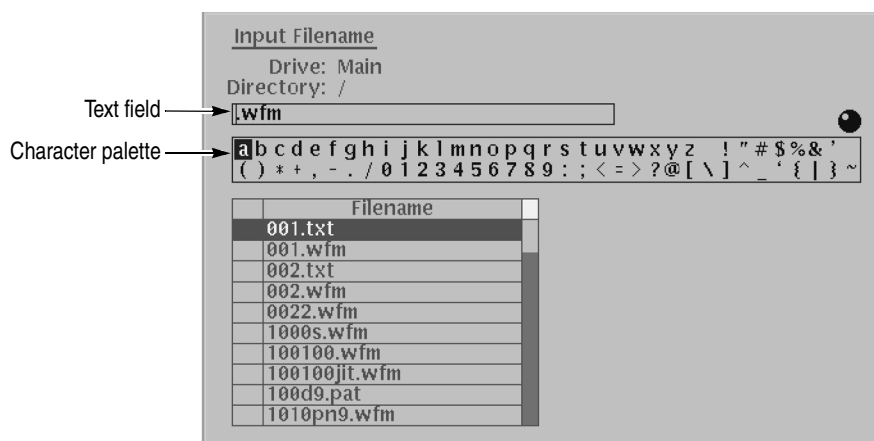 Input Filename
Drive: Main
Directory: /
Text field
.wfm
Character palette
a b c d e f g h i j k l m n o p q r s t u v w x y z ! " # $ % & '
( ) * + , - . / 0 1 2 3 4 5 6 7 8 9 : ; < = > ? @ [ \ ] ^ _ ‘ { | } ~
Filename
001.txt
001.wfm
002.txt
002.wfm
0022.wfm
1000s.wfm
100100.wfm
100100jit.wfm
100d9.pat
1010pn9.wfm